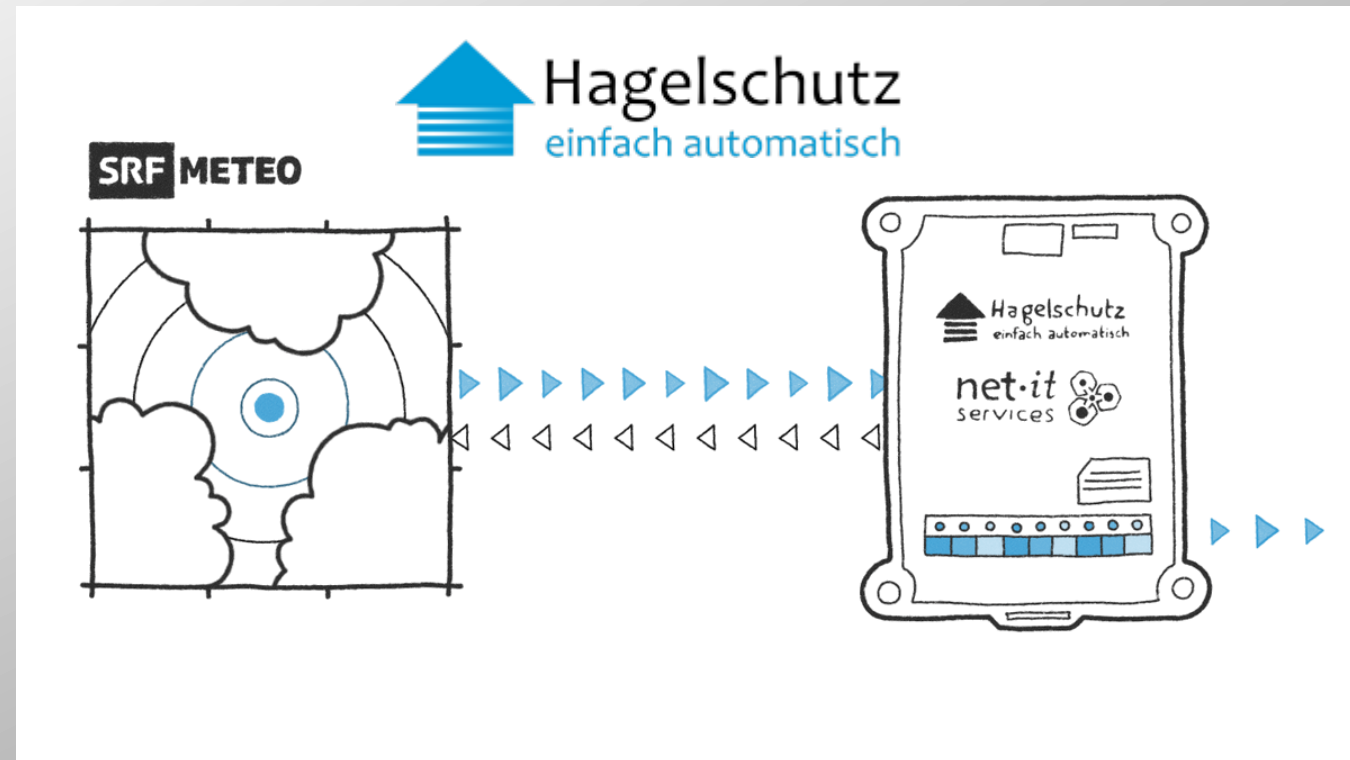 Hagelschutz
einfach automatisch
SRF METEO
Hagelschutz
einfach automatisch
net·it
services